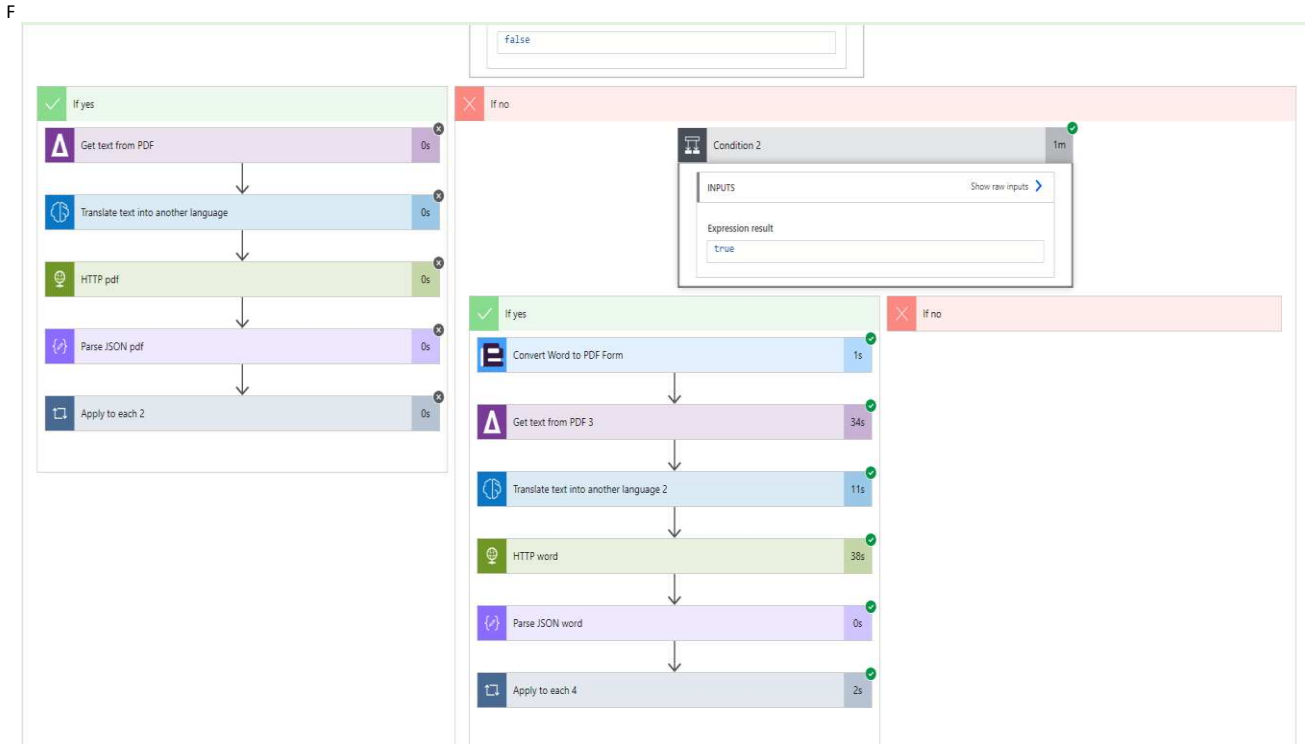 F
false
If yes
Get text from PDF 0s
Translate text into another language 0s
HTTP pdf 0s
Parse JSON pdf 0s
Apply to each 2 0s
If no
Condition 2 1m
INPUTS Show raw inputs
Expression result
true
If yes
Convert Word to PDF Form 1s
Get text from PDF 3 34s
Translate text into another language 2 11s
HTTP word 38s
Parse JSON word 0s
Apply to each 4 2s
If no